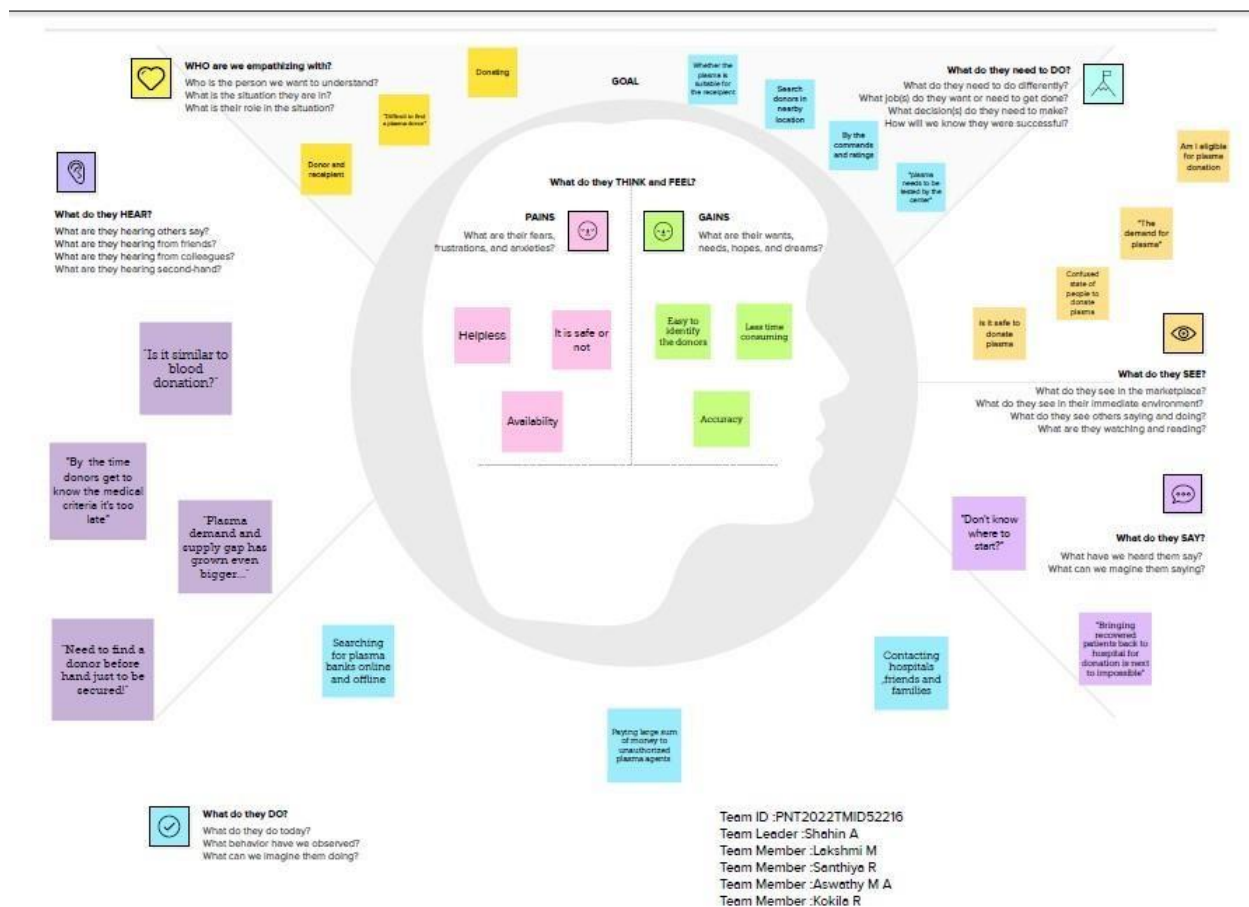 WHO are we empathizing with?
Who is the person we want to understand?
What is the situation they are in?
What is their role in the situation?
Donating
"Difficult to find
a plasma donor"
Donor and
receipient
GOAL
Whether the
plasma is
suitable for
the receipient
Search
donors in
nearby
location
By the
commands
and ratings
"plasma
needs to be
tested by the
center"
What do they need to DO?
What do they need to do differently?
What job(s) do they want or need to get done?
What decision(s) do they need to make?
How will we know they were successful?
What do they HEAR?
What are they hearing others say?
What are they hearing from friends?
What are they hearing from colleagues?
What are they hearing second-hand?
"Is it similar to
blood
donation?"
"By the time
donors get to
know the medical
criteria it's too
late"
"Plasma
demand and
supply gap has
grown even
bigger..."
"Need to find a
donor before
hand just to be
secured!"
What do they THINK and FEEL?
PAINS
What are their fears,
frustrations, and anxieties?
Helpless
It is safe or
not
Availability
GAINS
What are their wants,
needs, hopes, and dreams?
Easy to
identify
the donors
Less time
consuming
Accuracy
Am I eligible
for plasma
donation
"The
demand for
plasma"
Confused
state of
people to
donate
plasma
Is it safe to
donate
plasma
What do they SEE?
What do they see in the marketplace?
What do they see in their immediate environment?
What do they see others saying and doing?
What are they watching and reading?
"Don't know
where to
start?"
What do they SAY?
What have we heard them say?
What can we magine them saying?
"Bringing
recovered
patients back to
hospital for
donation is next
to impossible"
Searching
for plasma
banks online
and offline
Contacting
hospitals
,friends and
families
Paying large sum
of money to
unauthorized
plasma agents
What do they DO?
What do they do today?
What behavior have we observed?
What can we imagine them doing?
Team ID :PNT2022TMID52216
Team Leader :Shahin A
Team Member :Lakshmi M
Team Member :Santhiya R
Team Member :Aswathy M A
Team Member :Kokila R